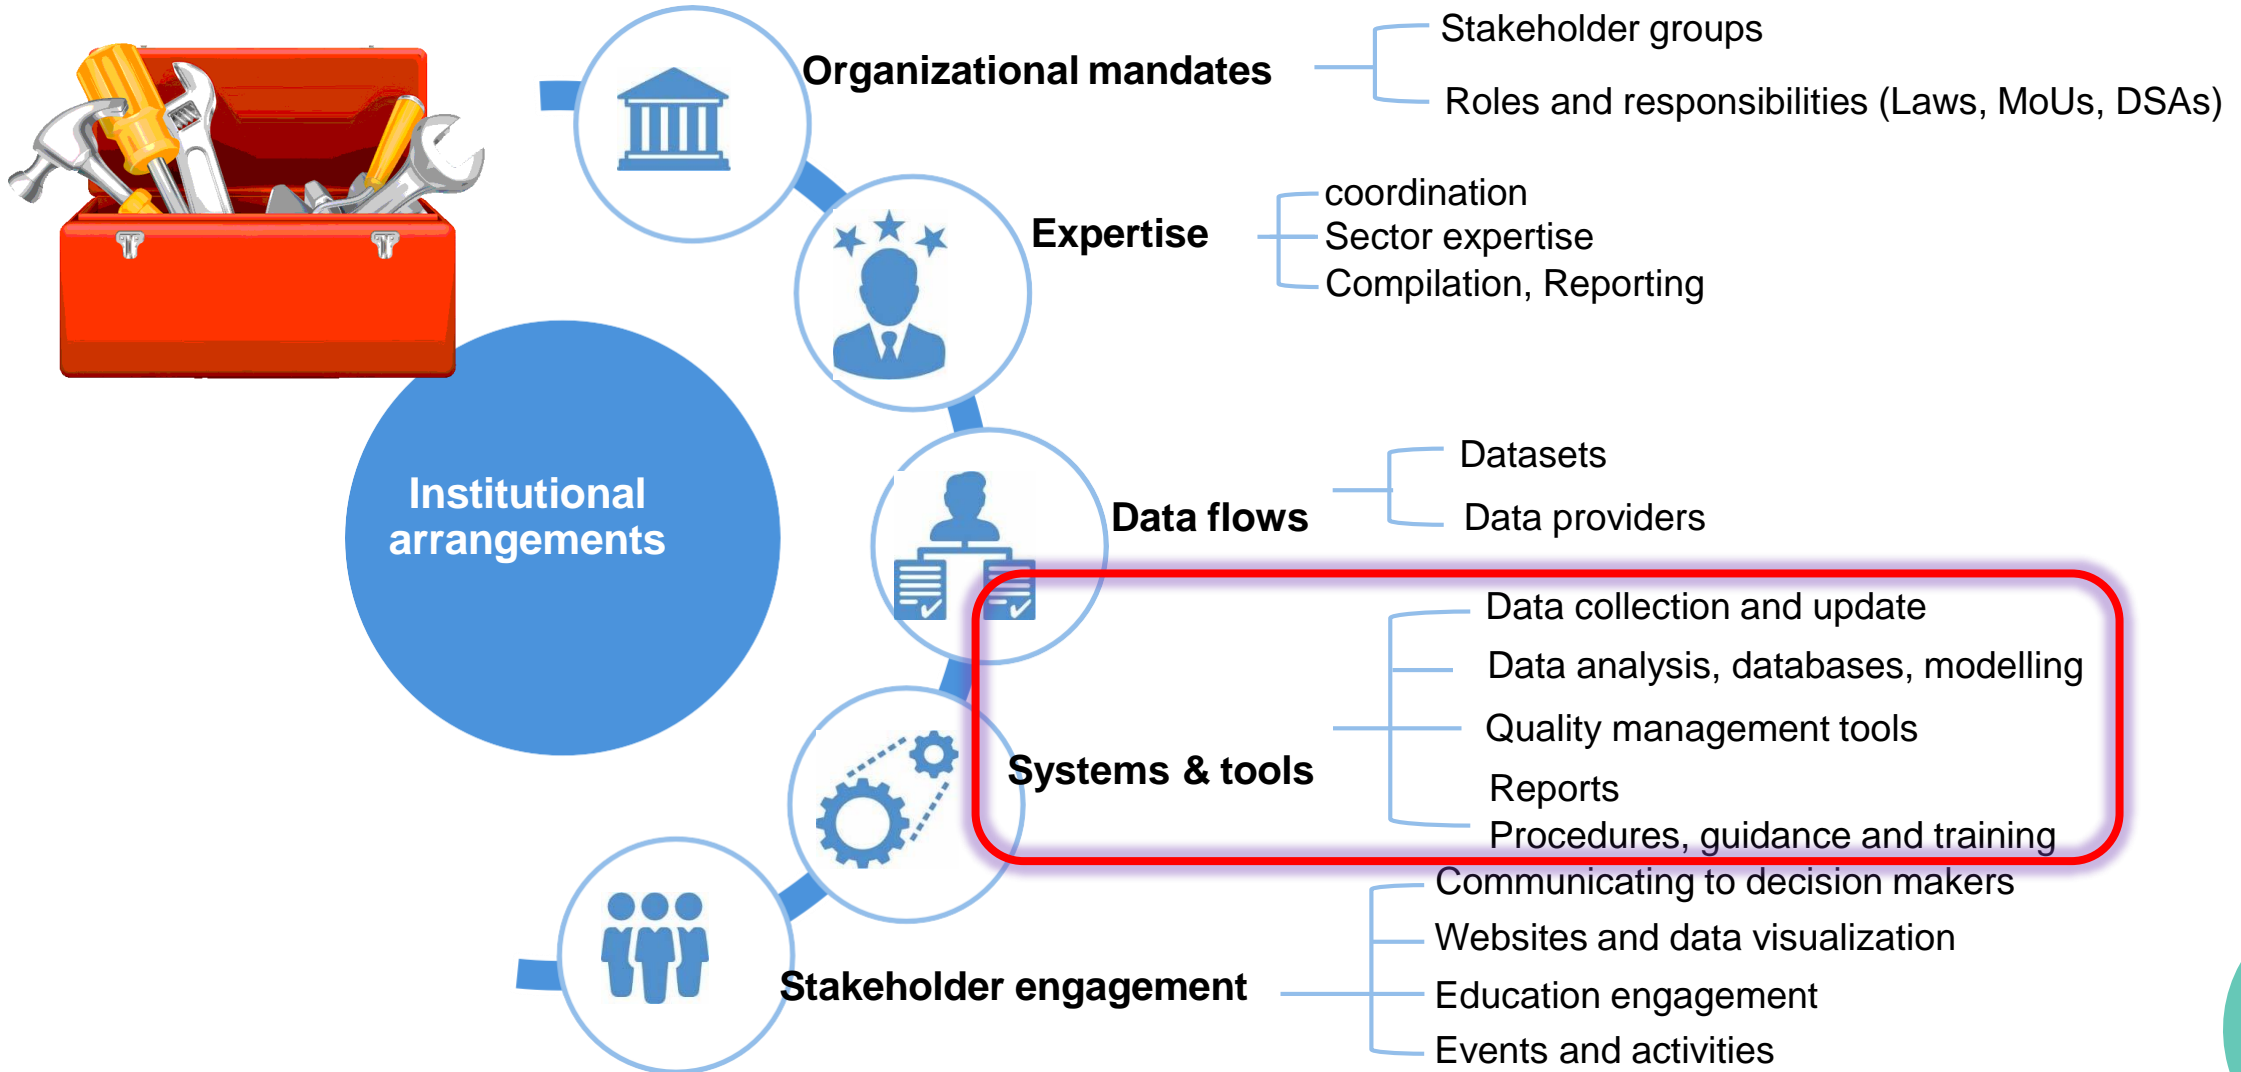 Organizational mandates
Stakeholder groups
Roles and responsibilities (Laws, MoUs, DSAs)
Expertise
coordination
Sector expertise
Compilation, Reporting
Institutional
arrangements
Data flows
Datasets
Data providers
Systems & tools
Data collection and update
Data analysis, databases, modelling
Quality management tools
Reports
Procedures, guidance and training
Stakeholder engagement
Communicating to decision makers
Websites and data visualization
Education engagement
Events and activities